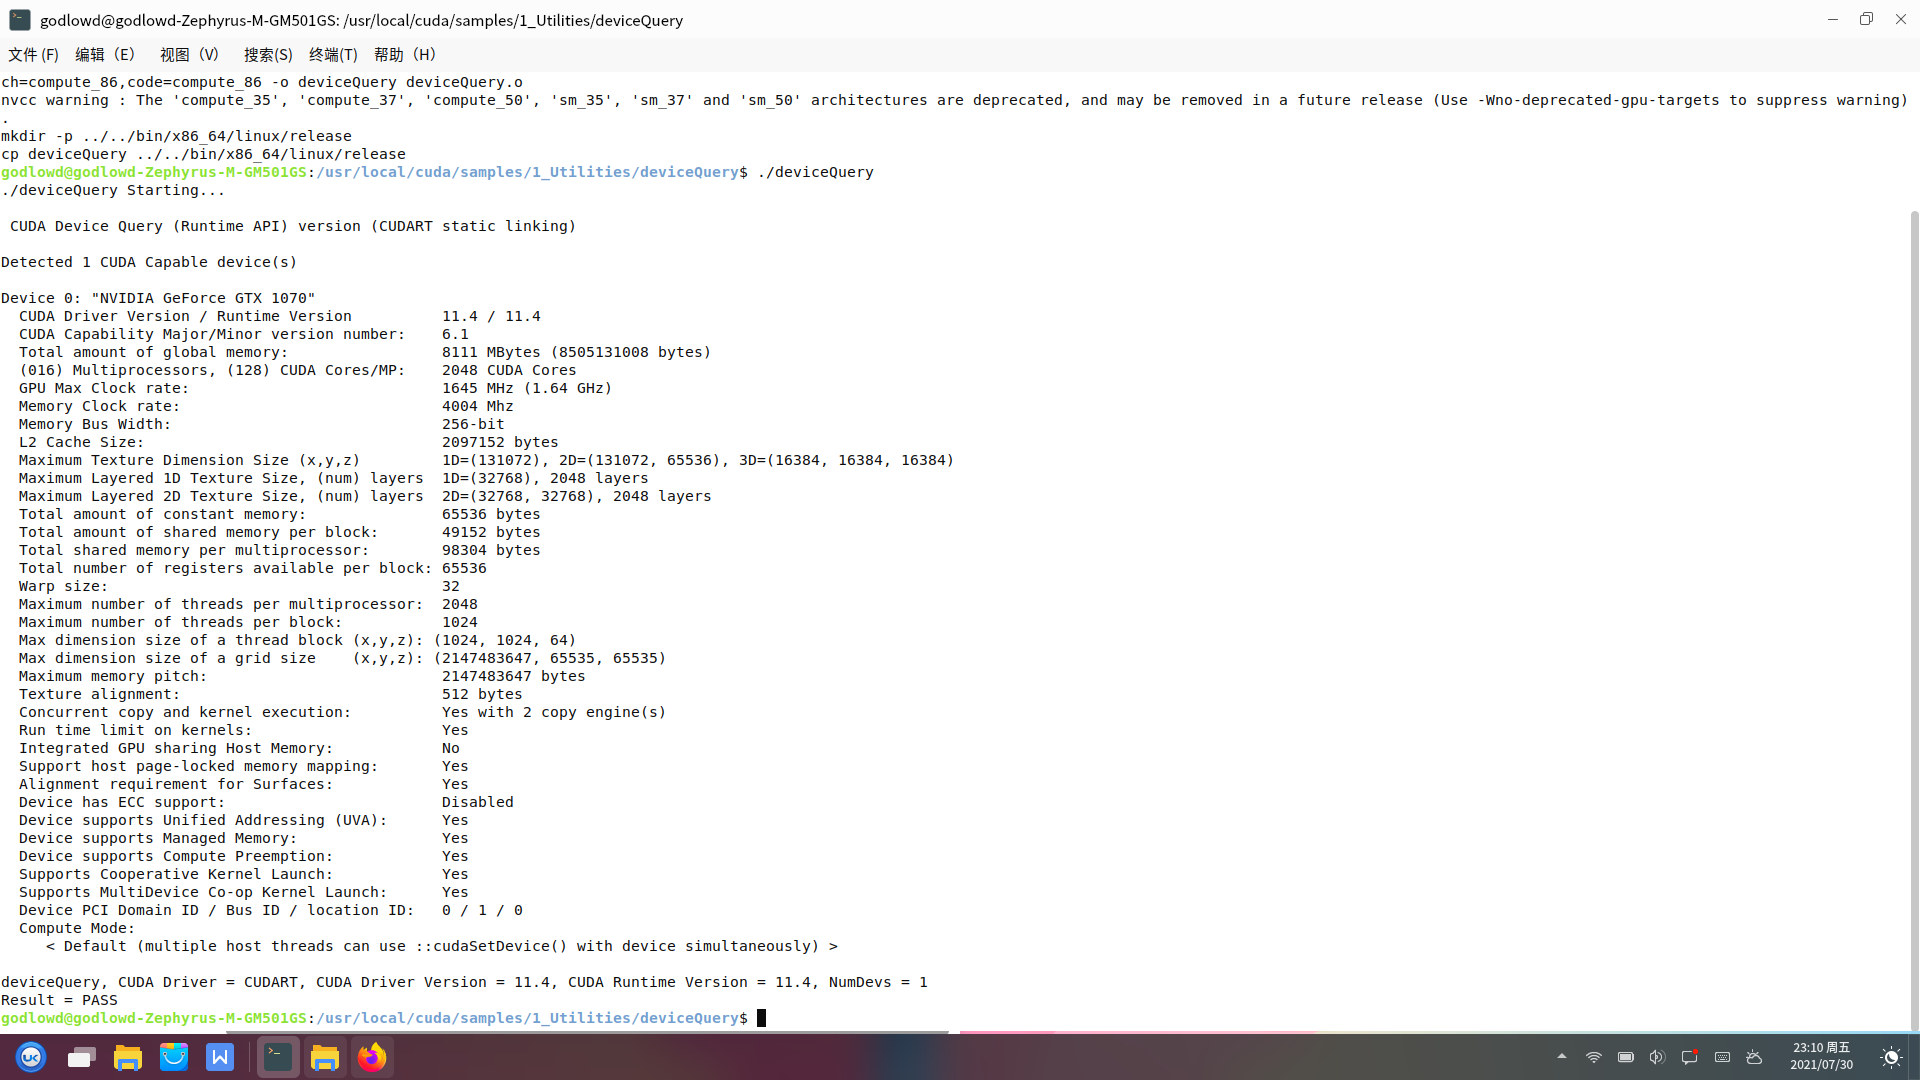 godlowd@godlowd-Zephyrus-M-GM501GS: /usr/local/cuda/samples/1_Utilities/deviceQuery
文件 (F) 编辑（E） 视图（V） 搜索(S) 终端(T) 帮助（H）
ch=compute_86,code=compute_86 -o deviceQuery deviceQuery.o
nvcc warning : The 'compute_35', 'compute_37', 'compute_50', 'sm_35', 'sm_37' and 'sm_50' architectures are deprecated, and may be removed in a future release (Use -Wno-deprecated-gpu-targets to suppress warning)
.
mkdir -p ../../bin/x86_64/linux/release
cp deviceQuery ../../bin/x86_64/linux/release
godlowd@godlowd-Zephyrus-M-GM501GS:/usr/local/cuda/samples/1_Utilities/deviceQuery$ ./deviceQuery
./deviceQuery Starting...
CUDA Device Query (Runtime API) version (CUDART static linking)
Detected 1 CUDA Capable device(s)
Device 0: "NVIDIA GeForce GTX 1070"
CUDA Driver Version / Runtime Version 11.4 / 11.4
CUDA Capability Major/Minor version number: 6.1
Total amount of global memory: 8111 MBytes (8505131008 bytes)
(016) Multiprocessors, (128) CUDA Cores/MP: 2048 CUDA Cores
GPU Max Clock rate: 1645 MHz (1.64 GHz)
Memory Clock rate: 4004 Mhz
Memory Bus Width: 256-bit
L2 Cache Size: 2097152 bytes
Maximum Texture Dimension Size (x,y,z) 1D=(131072), 2D=(131072, 65536), 3D=(16384, 16384, 16384)
Maximum Layered 1D Texture Size, (num) layers 1D=(32768), 2048 layers
Maximum Layered 2D Texture Size, (num) layers 2D=(32768, 32768), 2048 layers
Total amount of constant memory: 65536 bytes
Total amount of shared memory per block: 49152 bytes
Total shared memory per multiprocessor: 98304 bytes
Total number of registers available per block: 65536
Warp size: 32
Maximum number of threads per multiprocessor: 2048
Maximum number of threads per block: 1024
Max dimension size of a thread block (x,y,z): (1024, 1024, 64)
Max dimension size of a grid size (x,y,z): (2147483647, 65535, 65535)
Maximum memory pitch: 2147483647 bytes
Texture alignment: 512 bytes
Concurrent copy and kernel execution: Yes with 2 copy engine(s)
Run time limit on kernels: Yes
Integrated GPU sharing Host Memory: No
Support host page-locked memory mapping: Yes
Alignment requirement for Surfaces: Yes
Device has ECC support: Disabled
Device supports Unified Addressing (UVA): Yes
Device supports Managed Memory: Yes
Device supports Compute Preemption: Yes
Supports Cooperative Kernel Launch: Yes
Supports MultiDevice Co-op Kernel Launch: Yes
Device PCI Domain ID / Bus ID / location ID: 0 / 1 / 0
Compute Mode:
< Default (multiple host threads can use ::cudaSetDevice() with device simultaneously) >
deviceQuery, CUDA Driver = CUDART, CUDA Driver Version = 11.4, CUDA Runtime Version = 11.4, NumDevs = 1
Result = PASS
godlowd@godlowd-Zephyrus-M-GM501GS:/usr/local/cuda/samples/1_Utilities/deviceQuery$
23:10 周五
2021/07/30